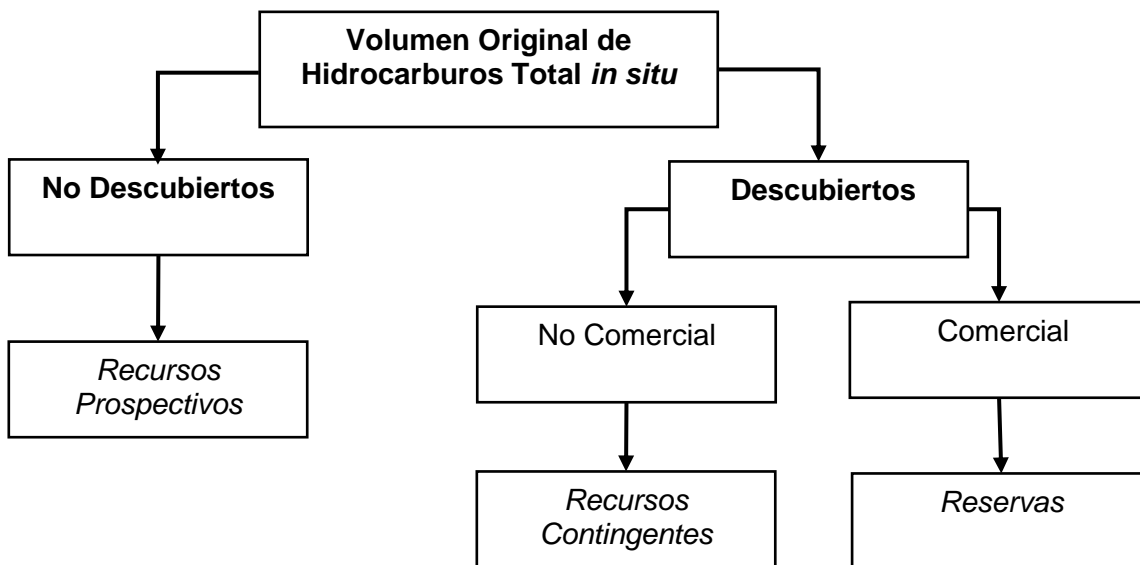 Volumen Original de
Hidrocarburos Total in situ
No Descubiertos
Descubiertos
No Comercial
Comercial
Recursos
Prospectivos
Recursos
Contingentes
Reservas